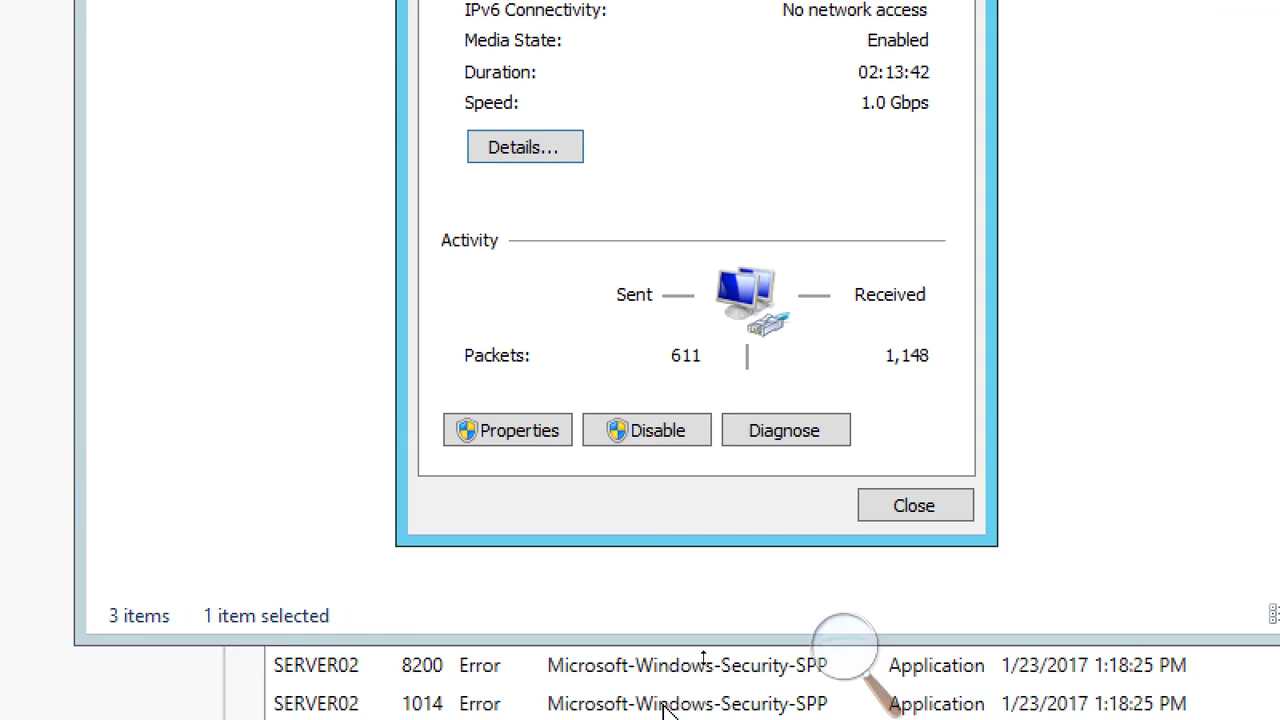 IPv6 Connectivity: No network access
Media State: Enabled
Duration: 02:13:42
Speed: 1.0 Gbps
Details...
Activity
Sent Received
Packets: 611 1,148
Properties Disable Diagnose
Close
3 items 1 item selected
SERVER02 8200 Error Microsoft-Windows-Security-SPP Application 1/23/2017 1:18:25 PM
SERVER02 1014 Error Microsoft-Windows-Security-SPP Application 1/23/2017 1:18:25 PM